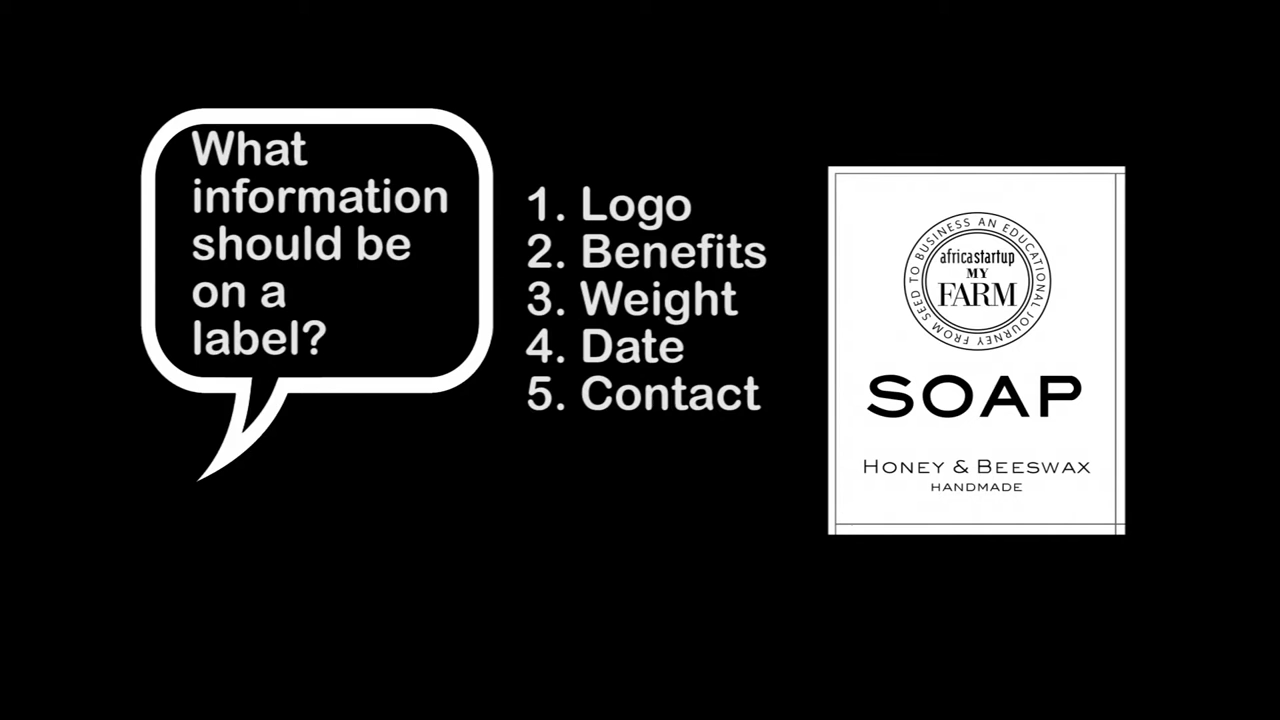 What
information
should be
on a
label?
1. Logo
2. Benefits
3. Weight
4. Date
5. Contact
FROM SEED TO BUSINESS AN EDUCATIONAL JOURNEY
africastartup
MY
FARM
SOAP
HONEY & BEESWAX
HANDMADE